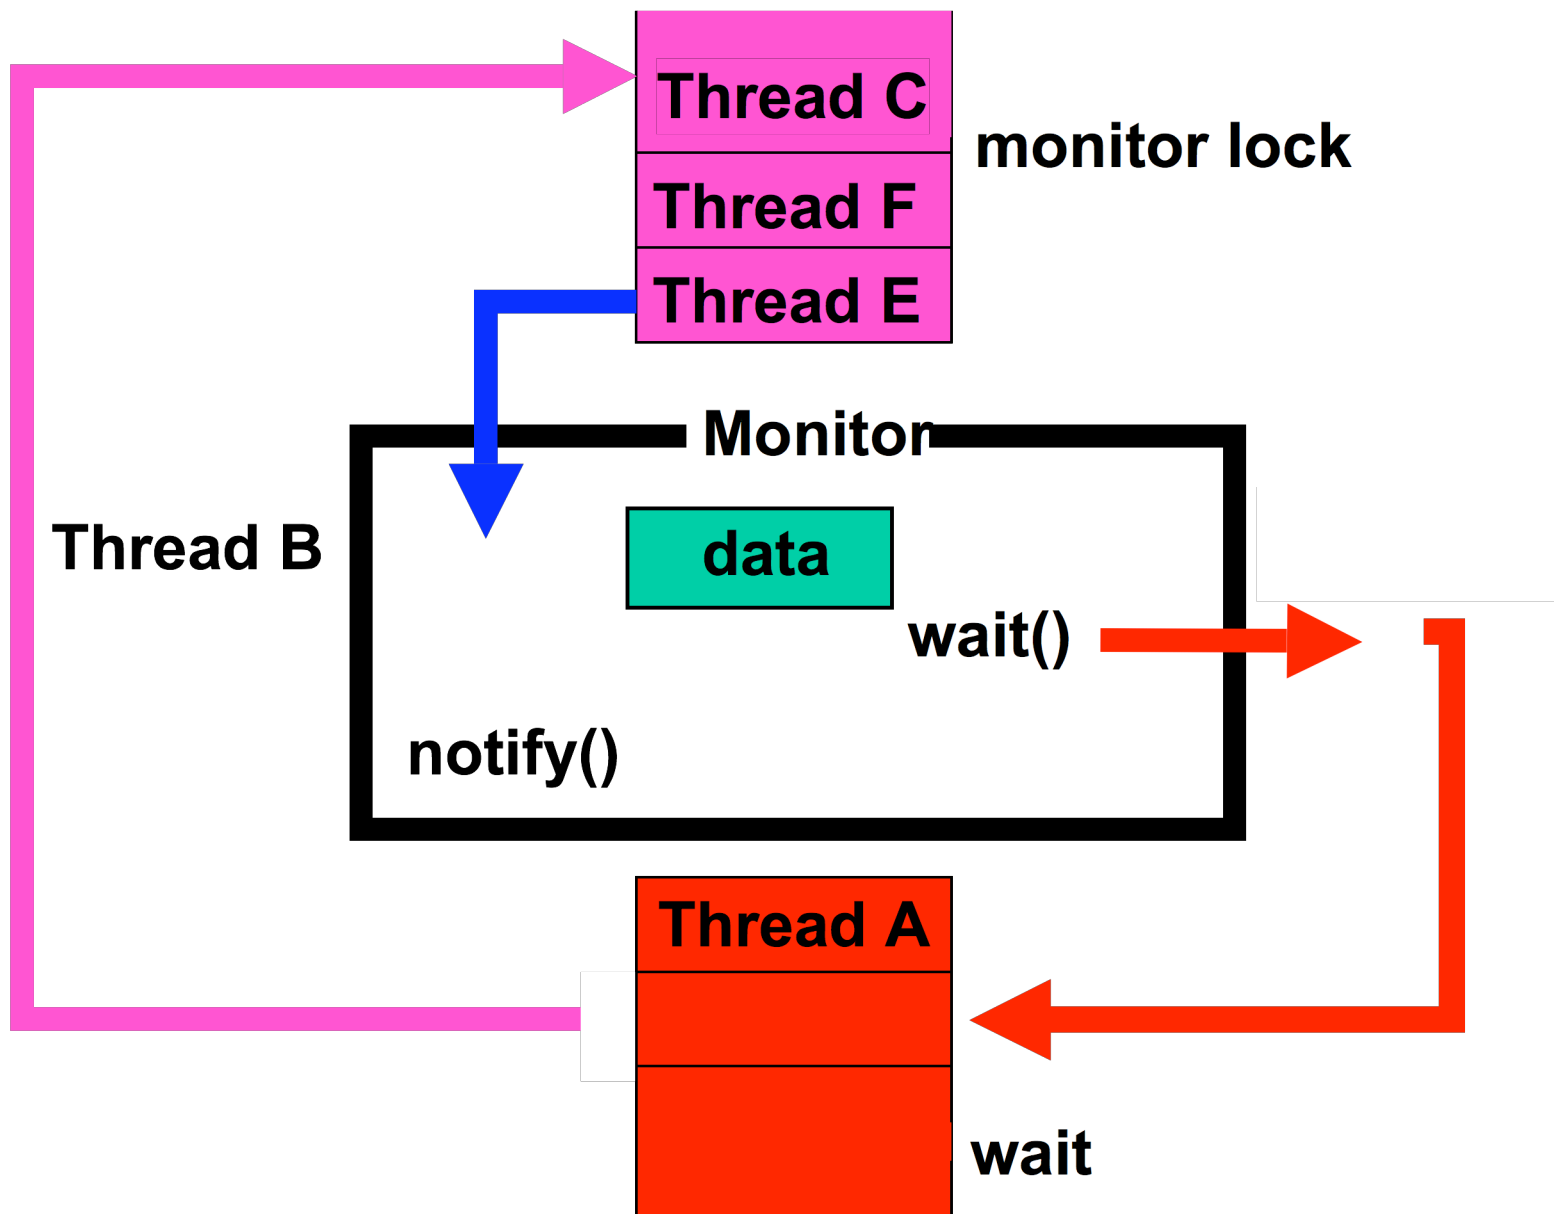 Thread C
monitor lock
Thread F
Thread E
Monitor
Thread B
data
wait()
notify()
Thread A
wait